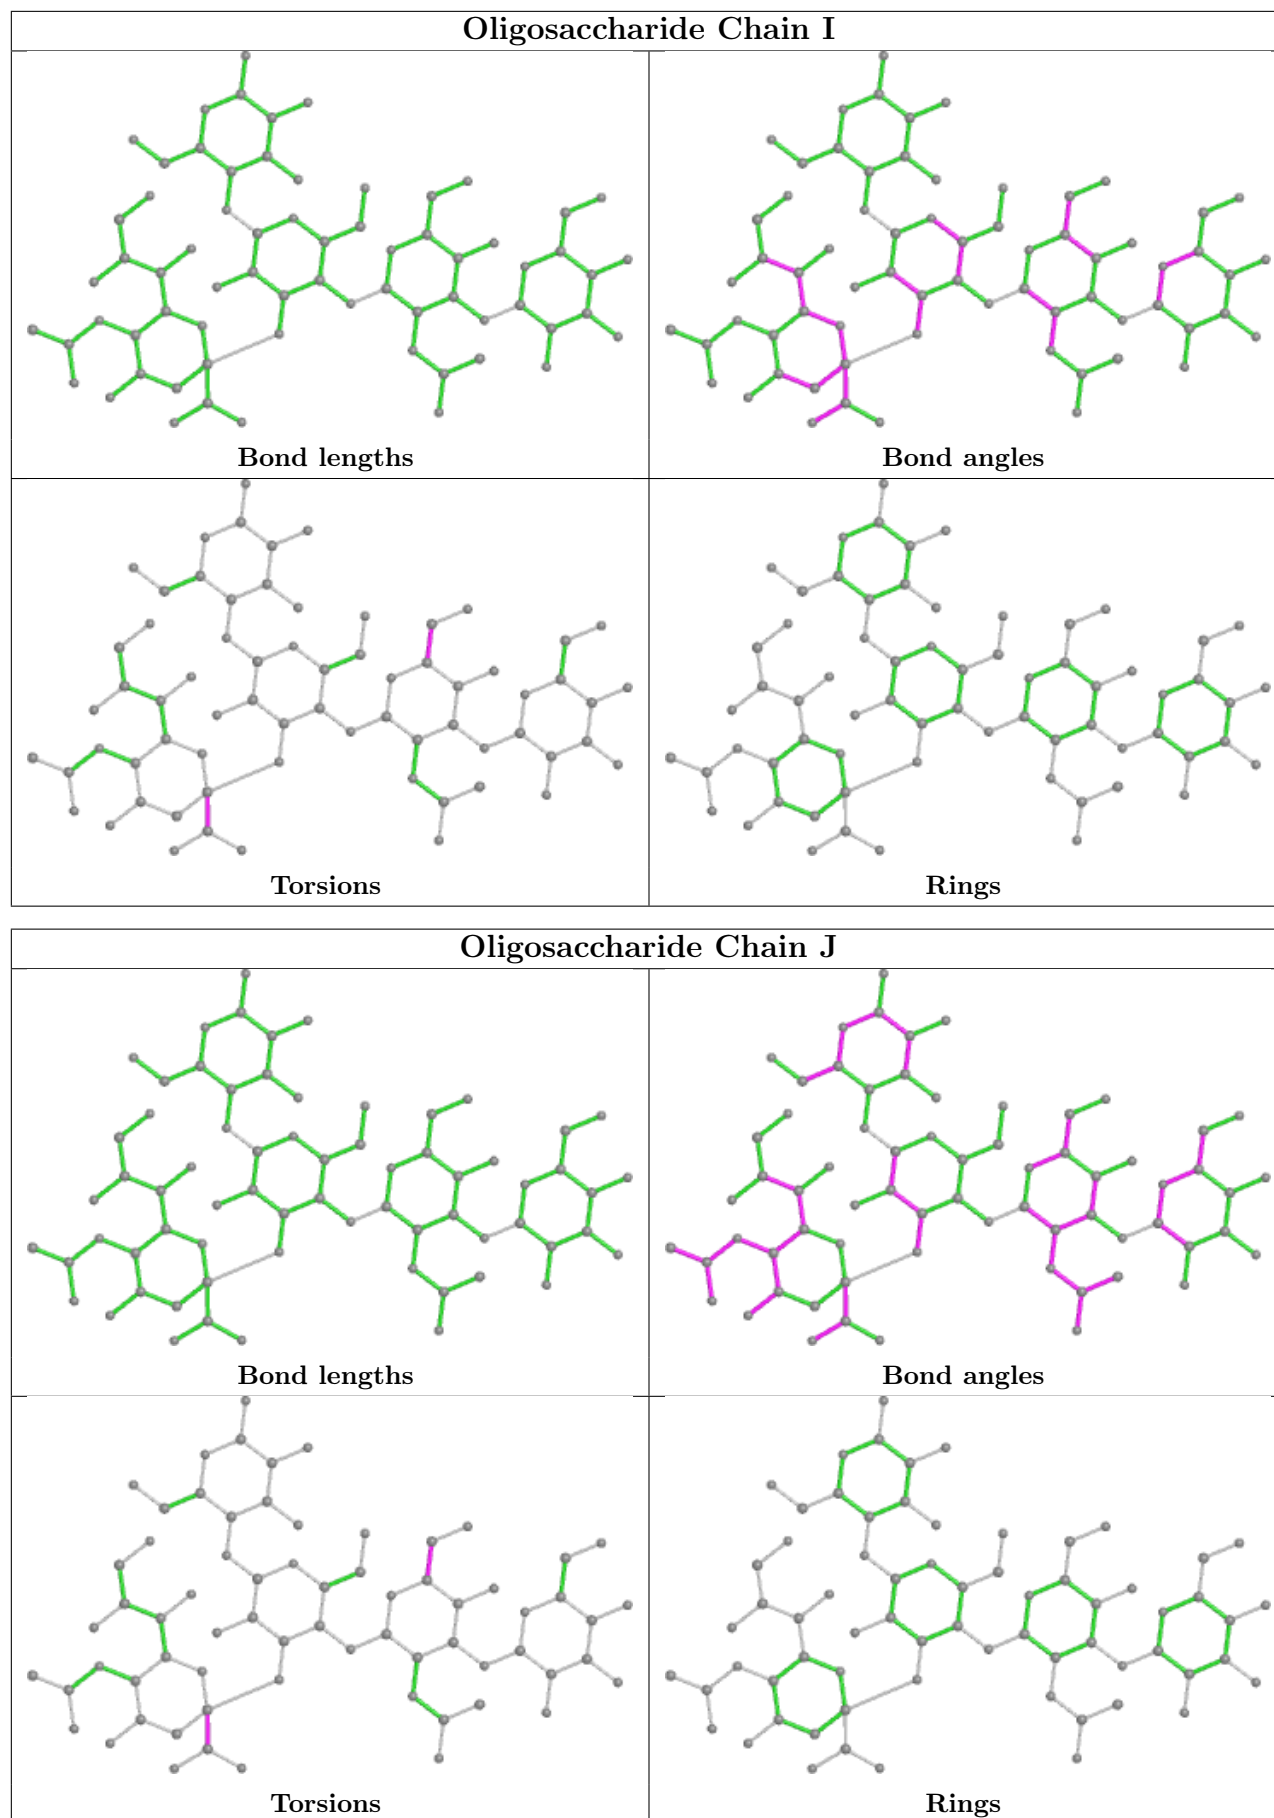 Oligosaccharide Chain I
Bond lengths
Bond angles
Torsions
Rings
Oligosaccharide Chain J
Bond lengths
Bond angles
Torsions
Rings